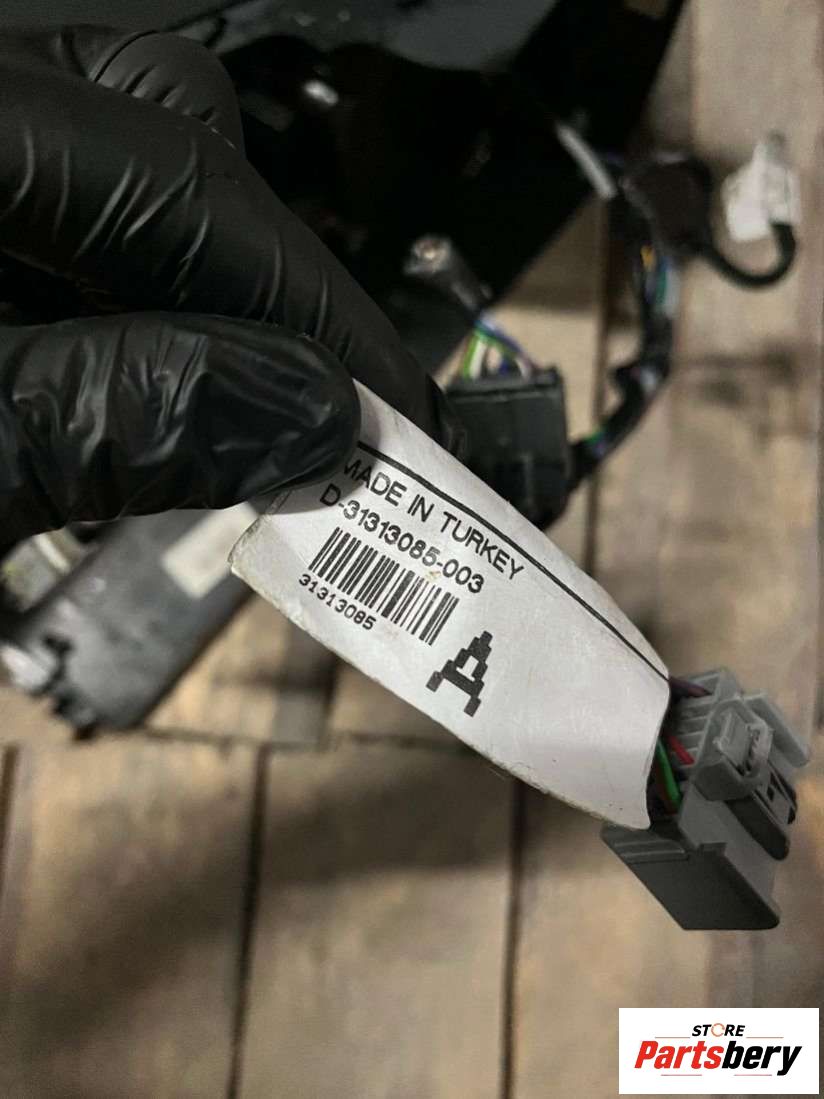 MADE IN TURKEY
D-31313085-003
31313085
A
STORE
Partsbery